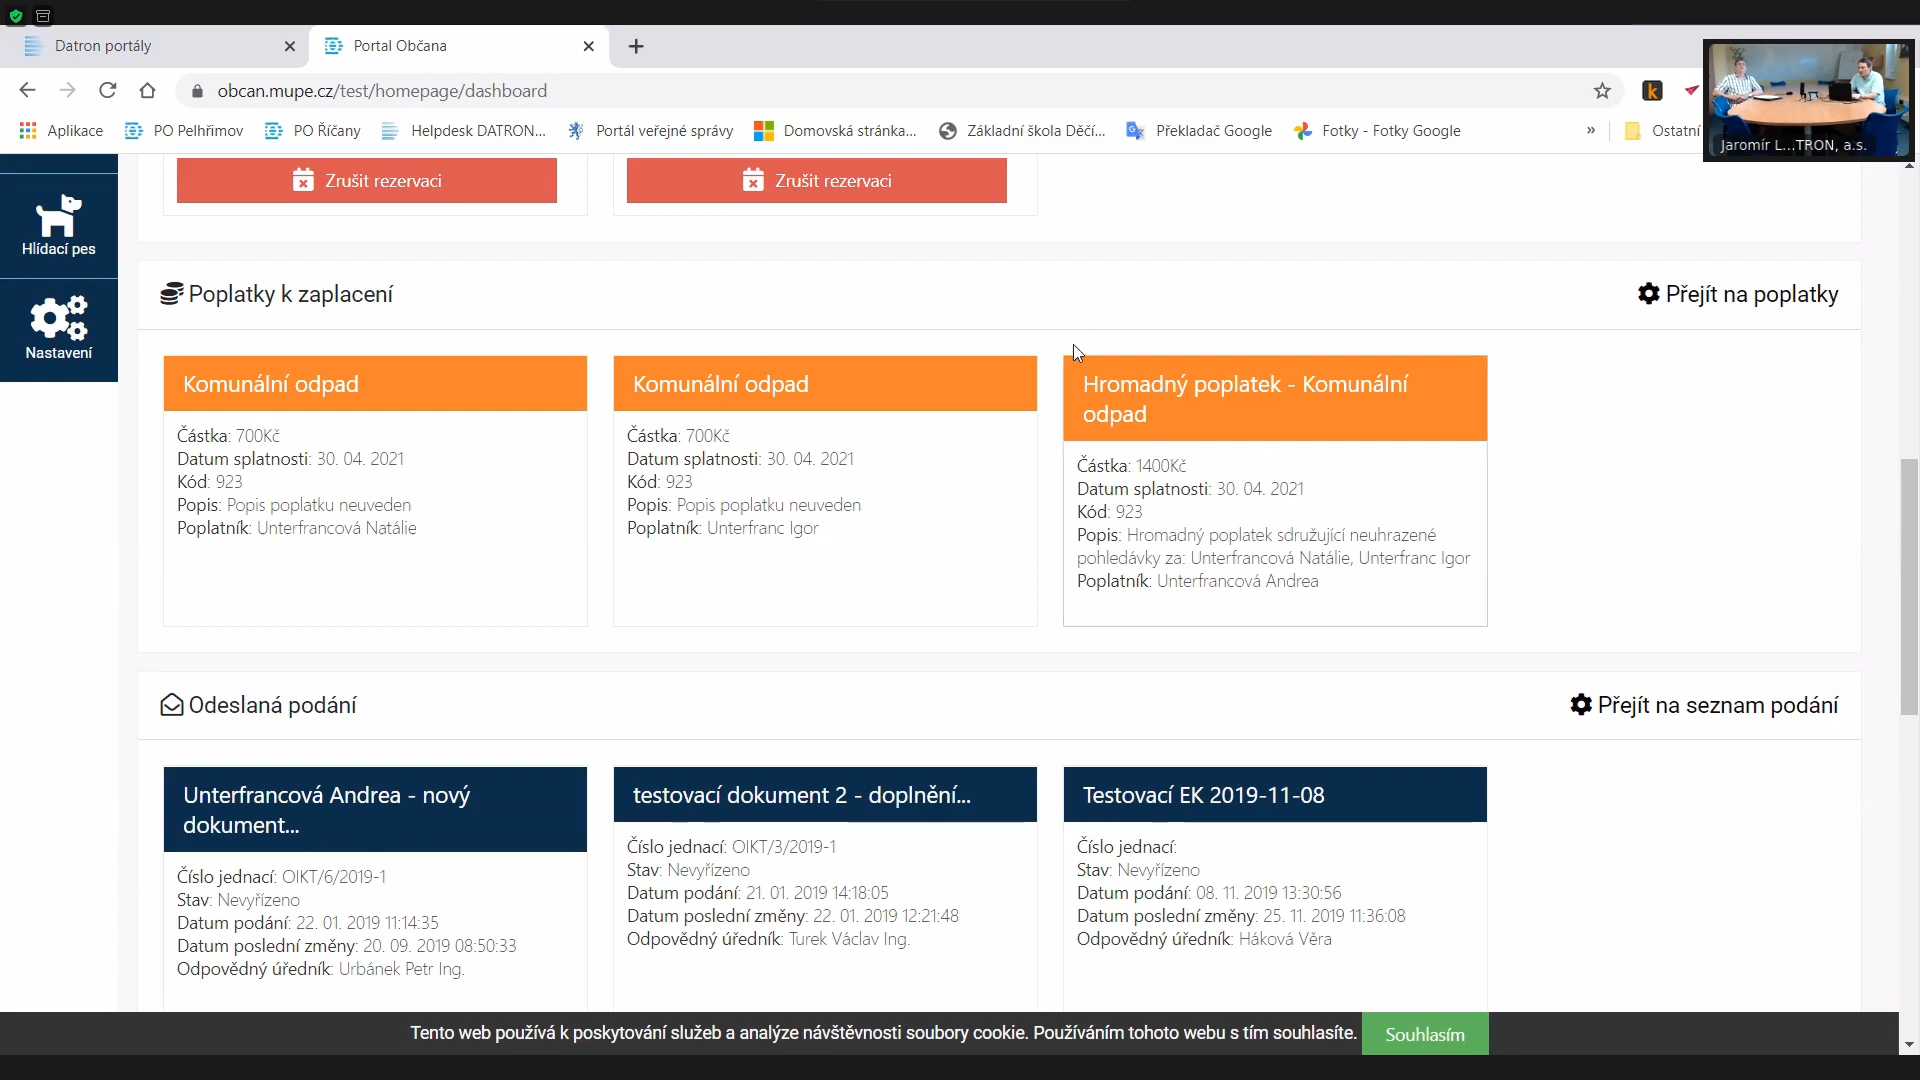 Datron portály
Portal Občana
obcan.mupe.cz/test/homepage/dashboard
Aplikace
PO Pelhřimov
PO Říčany
Helpdesk DATRON...
Portál veřejné správy
Domovská stránka...
Základní škola Děčí...
Překladač Google
Fotky - Fotky Google
»
Ostatní
Jaromír L...TRON, a.s.
Hlídací pes
Nastavení
Zrušit rezervaci
Zrušit rezervaci
Poplatky k zaplacení
Přejít na poplatky
Komunální odpad
Částka: 700Kč
Datum splatnosti: 30. 04. 2021
Kód: 923
Popis: Popis poplatku neuveden
Poplatník: Unterfrancová Natálie
Komunální odpad
Částka: 700Kč
Datum splatnosti: 30. 04. 2021
Kód: 923
Popis: Popis poplatku neuveden
Poplatník: Unterfranc Igor
Hromadný poplatek - Komunální
odpad
Částka: 1400Kč
Datum splatnosti: 30. 04. 2021
Kód: 923
Popis: Hromadný poplatek sdružující neuhrazené
pohledávky za: Unterfrancová Natálie, Unterfranc Igor
Poplatník: Unterfrancová Andrea
Odeslaná podání
Přejít na seznam podání
Unterfrancová Andrea - nový
dokument...
Číslo jednací: OIKT/6/2019-1
Stav: Nevyřízeno
Datum podání: 22. 01. 2019 11:14:35
Datum poslední změny: 20. 09. 2019 08:50:33
Odpovědný úředník: Urbánek Petr Ing.
testovací dokument 2 - doplnění...
Číslo jednací: OIKT/3/2019-1
Stav: Nevyřízeno
Datum podání: 21. 01. 2019 14:18:05
Datum poslední změny: 22. 01. 2019 12:21:48
Odpovědný úředník: Turek Václav Ing.
Testovací EK 2019-11-08
Číslo jednací:
Stav: Nevyřízeno
Datum podání: 08. 11. 2019 13:30:56
Datum poslední změny: 25. 11. 2019 11:36:08
Odpovědný úředník: Háková Věra
Tento web používá k poskytování služeb a analýze návštěvnosti soubory cookie. Používáním tohoto webu s tím souhlasíte.
Souhlasím